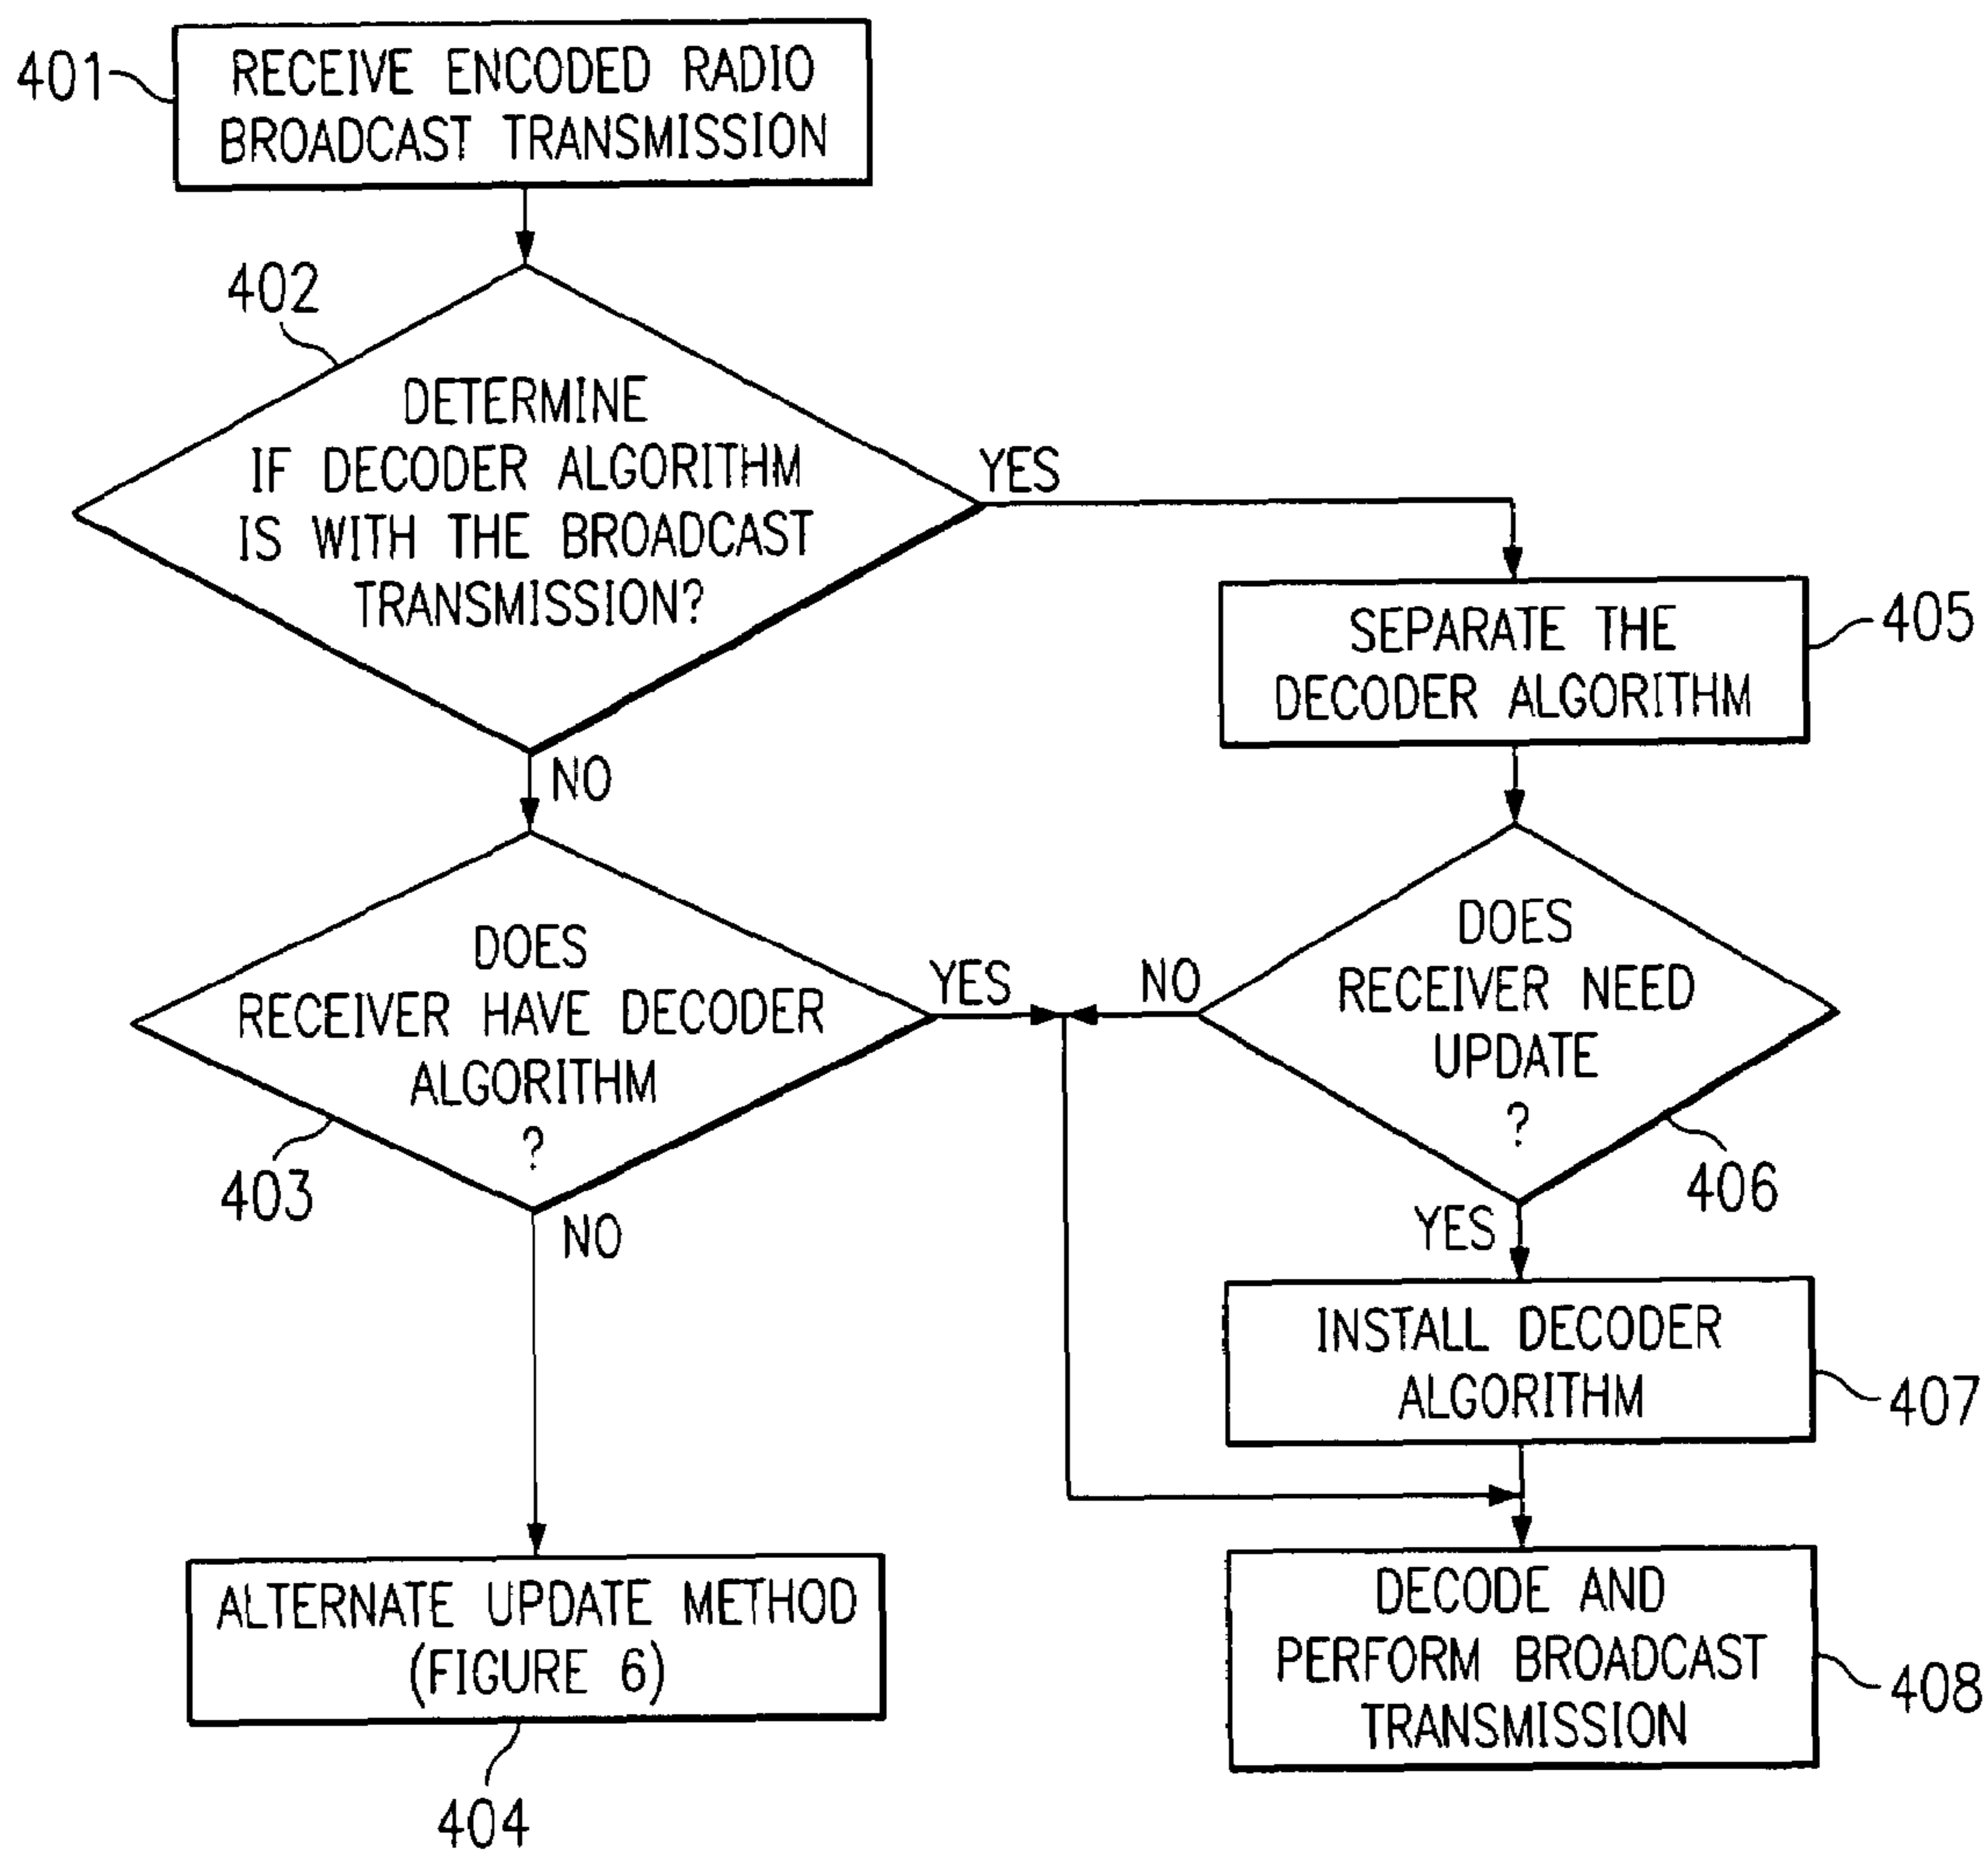 401
RECEIVE ENCODED RADIO
BROADCAST TRANSMISSION
402
DETERMINE
IF DECODER ALGORITHM
IS WITH THE BROADCAST
TRANSMISSION?
YES
NO
405
SEPARATE THE
DECODER ALGORITHM
DOES
RECEIVER HAVE DECODER
ALGORITHM
?
403
YES
NO
NO
DOES
RECEIVER NEED
UPDATE
?
406
YES
INSTALL DECODER
ALGORITHM
407
ALTERNATE UPDATE METHOD
(FIGURE 6)
404
DECODE AND
PERFORM BROADCAST
TRANSMISSION
408